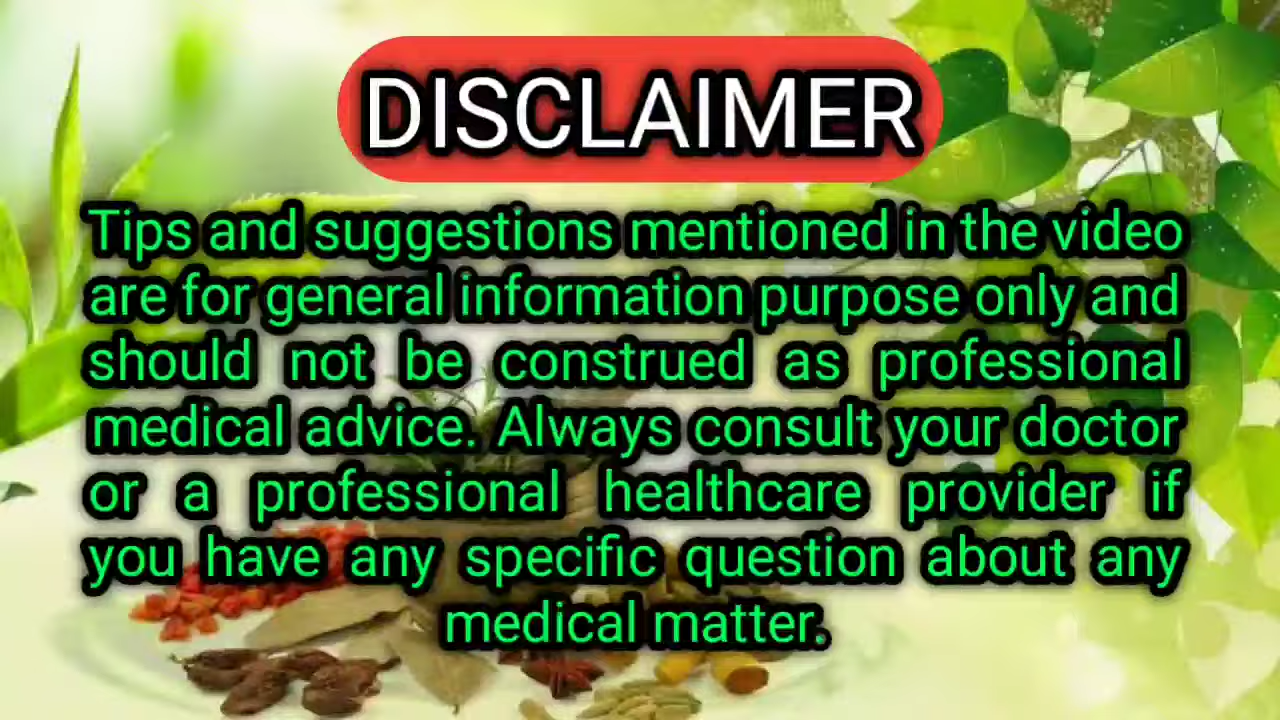 DISCLAIMER
Tips and suggestions mentioned in the video
are for general information purpose only and
should not be construed as professional
medical advice. Always consult your doctor
or a professional healthcare provider if
you have any specific question about any
medical matter.